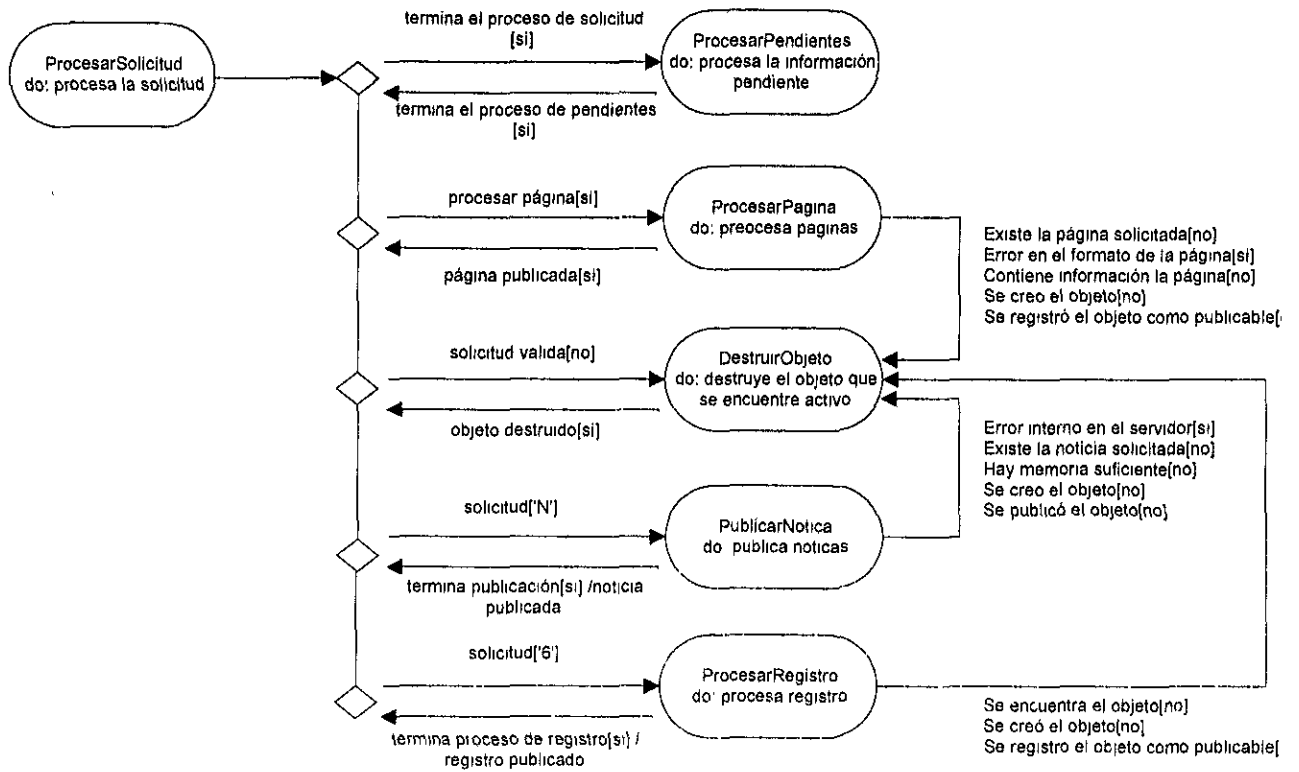 termina el proceso de solicitud
[si]
ProcesarSolicitud
do: procesa la solicitud
ProcesarPendientes
do: procesa la información
pendiente
termina el proceso de pendientes
[si]
procesar página[si]
ProcesarPagina
do: preocesa paginas
página publicada[si]
Existe la página solicitada[no]
Error en el formato de la página[si]
Contiene información la página[no]
Se creo el objeto[no]
Se registró el objeto como publicable[
solicitud valida[no]
DestruirObjeto
do: destruye el objeto que
se encuentre activo
objeto destruido[si]
Error interno en el servidor[si]
Existe la noticia solicitada[no]
Hay memoria suficiente[no]
Se creo el objeto[no]
Se publicó el objeto[no]
solicitud['N']
PublicarNotica
do publica noticas
termina publicación[si] /noticia
publicada
solicitud['6']
ProcesarRegistro
do: procesa registro
termina proceso de registro[si] /
registro publicado
Se encuentra el objeto[no]
Se creó el objeto[no]
Se registro el objeto como publicable[